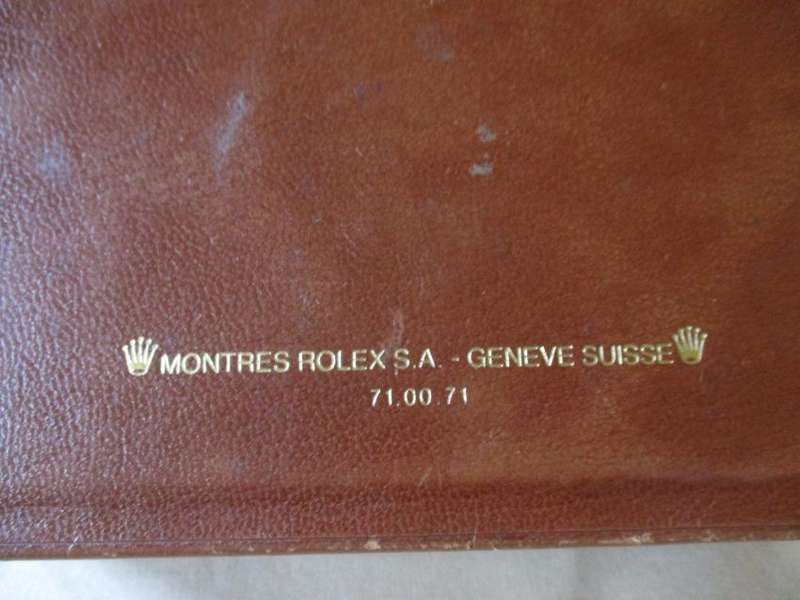 MONTRES ROLEX S.A. - GENEVE SUISSE
71.00.71